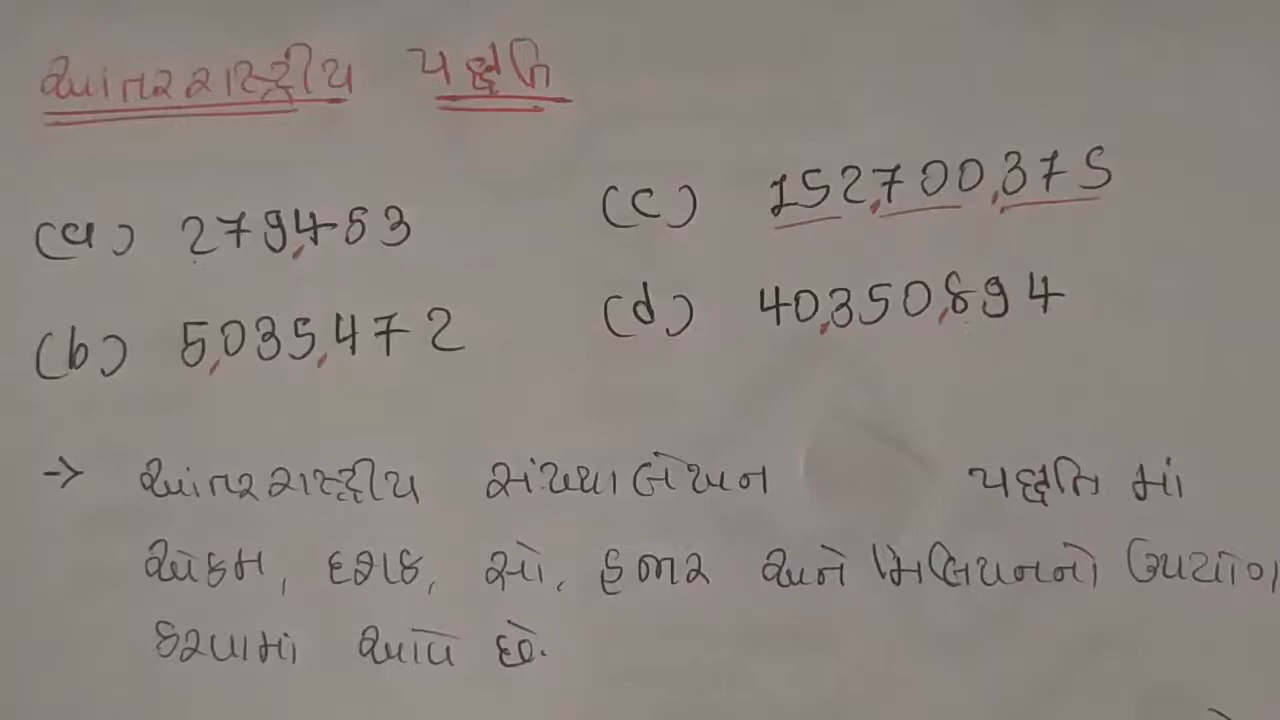 આંતરરાષ્ટ્રીય પદ્ધતિ
(a) 279,453
(b) 5,035,472
(c) 152,700,375
(d) 40,350,894
→ આંતરરાષ્ટ્રીય સંખ્યાલેખન પદ્ધતિ માં
એકમ, દશક, સો, હજાર અને મિલિયનનો ઉપયોગ
કરવામાં આવે છે.